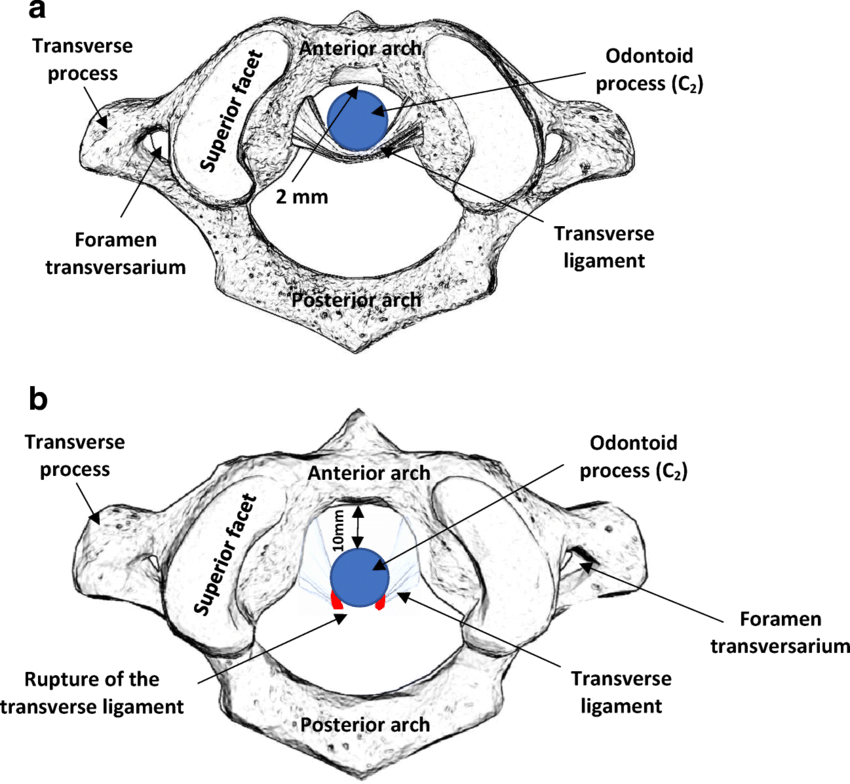 a
Transverse
process
Anterior arch
Odontoid
process (C₂)
Superior facet
2 mm
Foramen
transversarium
Transverse
ligament
Posterior arch
b
Transverse
process
Anterior arch
Odontoid
process (C₂)
Superior facet
10mm
Foramen
transversarium
Rupture of the
transverse ligament
Transverse
ligament
Posterior arch